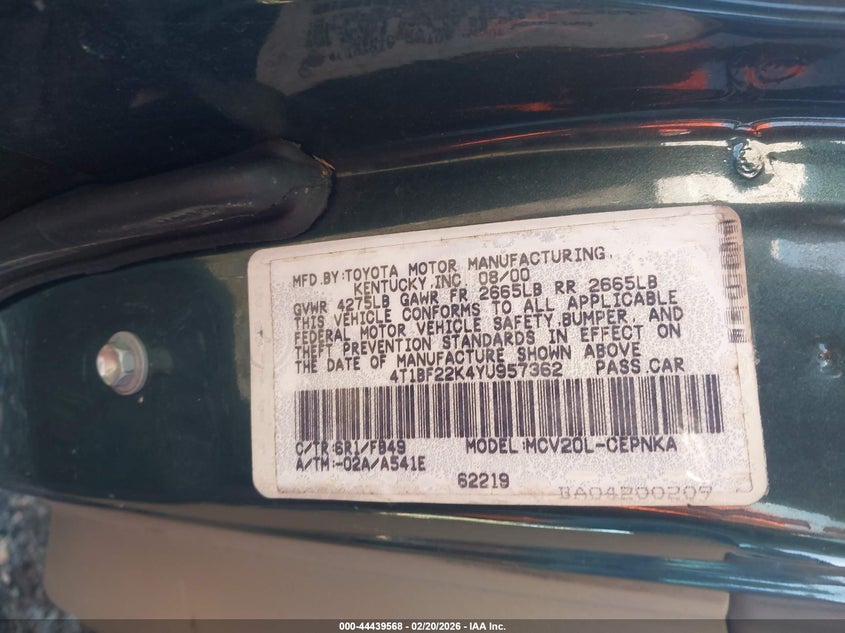 MFD.BY:TOYOTA MOTOR MANUFACTURING,
KENTUCKY,INC. 08/00
GVWR 4275LB GAWR FR 2665LB RR 2665LB
THIS VEHICLE CONFORMS TO ALL APPLICABLE
FEDERAL MOTOR VEHICLE SAFETY,BUMPER, AND
THEFT PREVENTION STANDARDS IN EFFECT ON
THE DATE OF MANUFACTURE SHOWN ABOVE
4T1BF22K4YU957362 PASS.CAR
C/TR:6R1/FB49 MODEL:MCV20L-CEPNKA
A/TM:-02A/A541E
62219
BA04200209
000-44439568 — 02/20/2026 — IAA Inc.